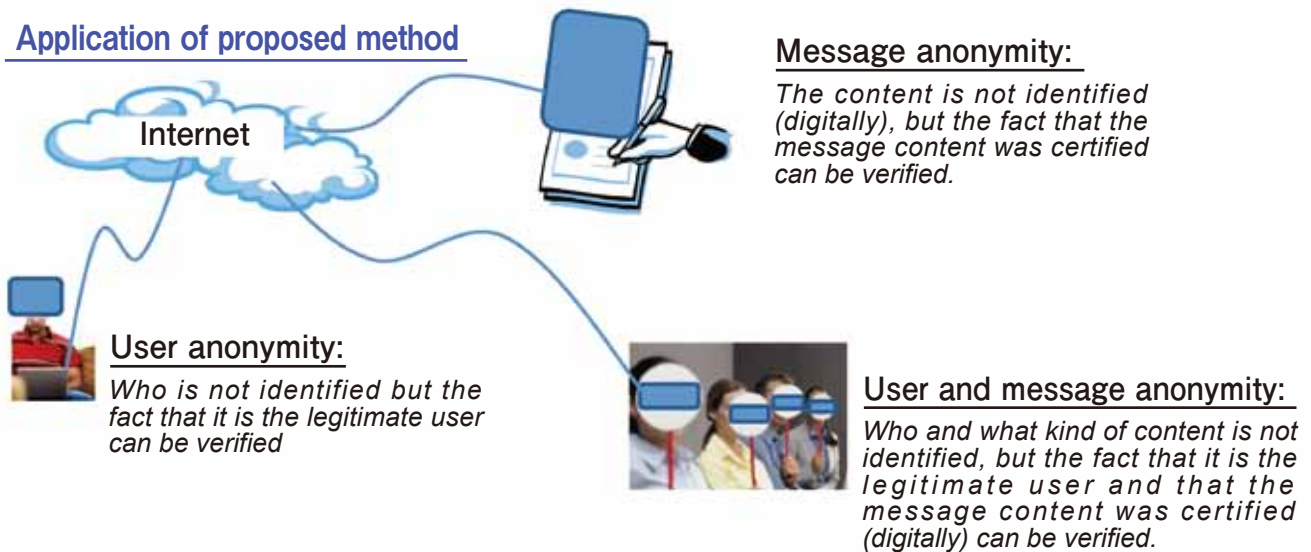 Application of proposed method
Internet
Message anonymity:
The content is not identified
(digitally), but the fact that the
message content was certified
can be verified.
User anonymity:
Who is not identified but the
fact that it is the legitimate user
can be verified
User and message anonymity:
Who and what kind of content is not
identified, but the fact that it is the
legitimate user and that the
message content was certified
(digitally) can be verified.